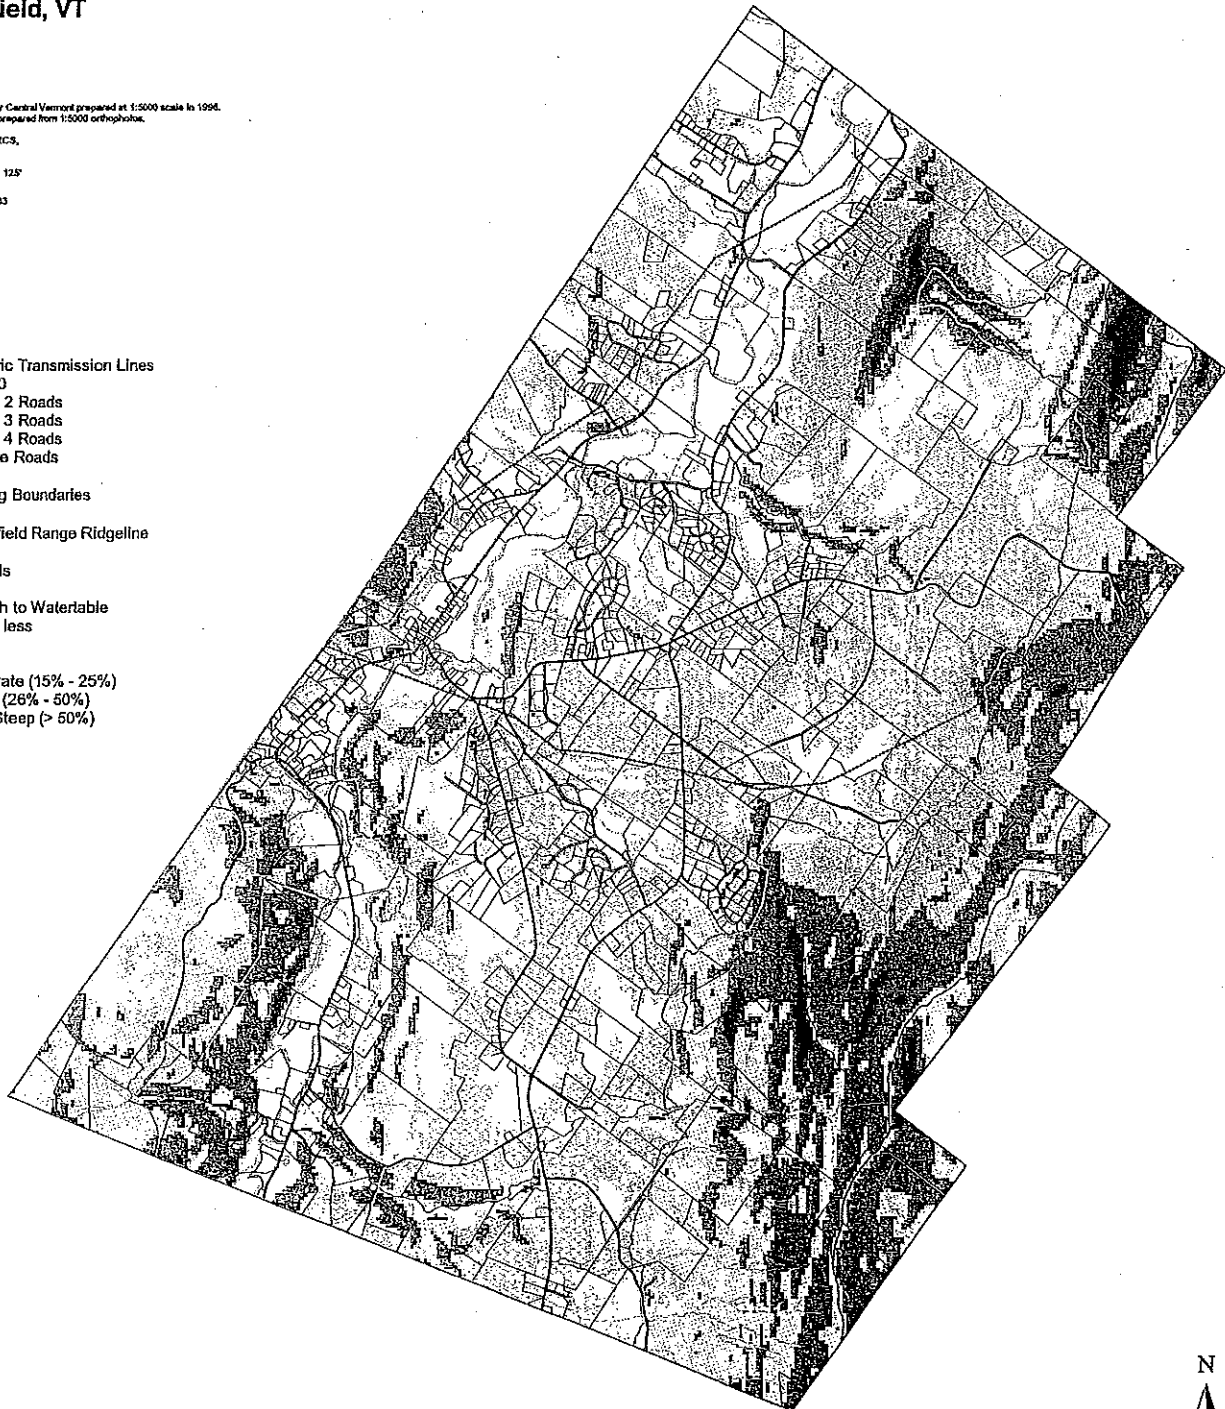 ield, VT
Central Vermont prepared at 1:5000 scale in 1996.
prepared from 1:5000 orthophotos.
125'
ic Transmission Lines
2 Roads
3 Roads
4 Roads
e Roads
g Boundaries
field Range Ridgeline
ls
h to Watertable
less
ate (15% - 25%)
(26% - 50%)
Steep (> 50%)
N